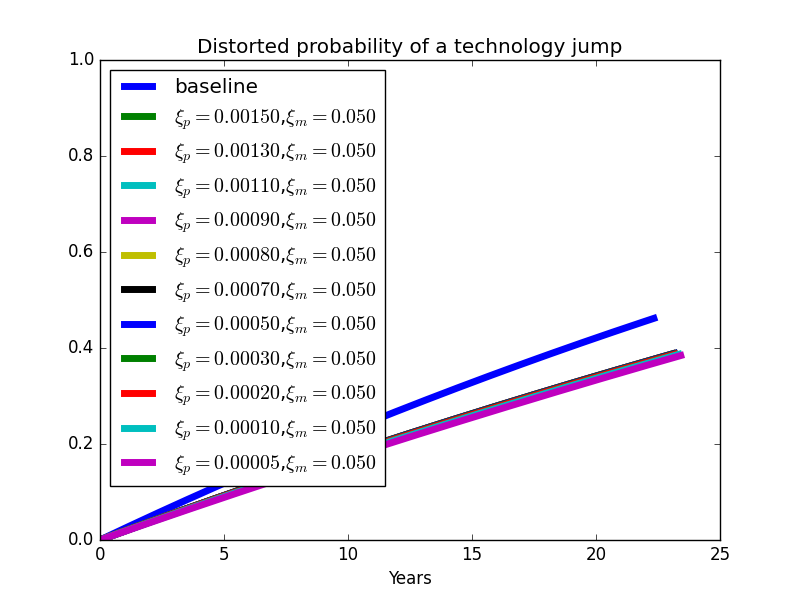 Distorted probability of a technology jump
1.0
0.8
0.6
0.4
0.2
0.0
baseline
ξp = 0.00150,ξm = 0.050
ξp = 0.00130,ξm = 0.050
ξp = 0.00110,ξm = 0.050
ξp = 0.00090,ξm = 0.050
ξp = 0.00080,ξm = 0.050
ξp = 0.00070,ξm = 0.050
ξp = 0.00050,ξm = 0.050
ξp = 0.00030,ξm = 0.050
ξp = 0.00020,ξm = 0.050
ξp = 0.00010,ξm = 0.050
ξp = 0.00005,ξm = 0.050
0 5 10 15 20 25
Years